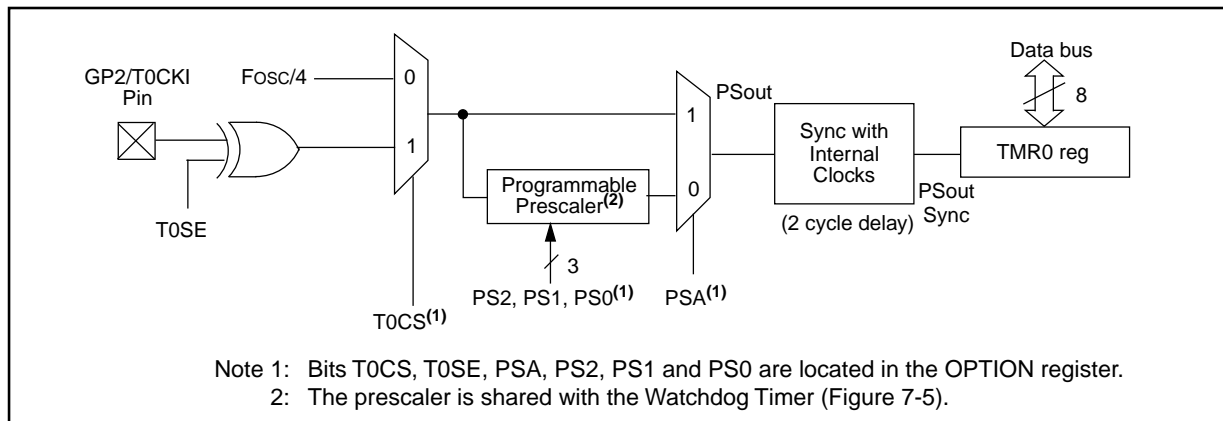 GP2/T0CKI
Pin
FOSC/4
T0SE
0
1
T0CS(1)
Programmable
Prescaler(2)
3
PS2, PS1, PS0(1)
1
0
PSA(1)
PSout
Sync with
Internal
Clocks
(2 cycle delay)
PSout
Sync
Data bus
8
TMR0 reg
Note 1: Bits T0CS, T0SE, PSA, PS2, PS1 and PS0 are located in the OPTION register.
2: The prescaler is shared with the Watchdog Timer (Figure 7-5).